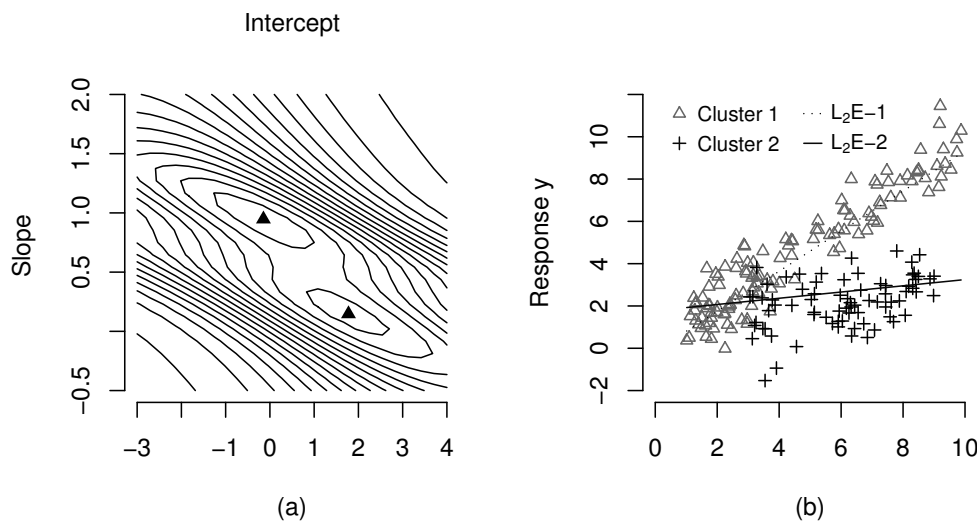 Intercept
Slope
2.0
1.5
1.0
0.5
−0.5
−3
−1
0
1
2
3
4
(a)
Response y
10
8
6
4
2
0
−2
Cluster 1
Cluster 2
L2E−1
L2E−2
0
2
4
6
8
10
(b)